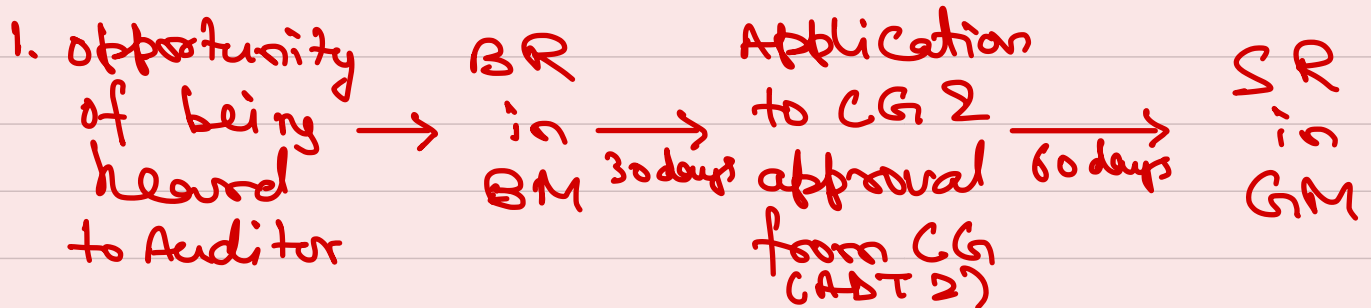 1. opportunity
of being
heard
to Auditor
→
BR
in
BM
→
30 days
Application
to CG &
approval
from CG
(ADT 2)
→
60 days
SR
in
GM